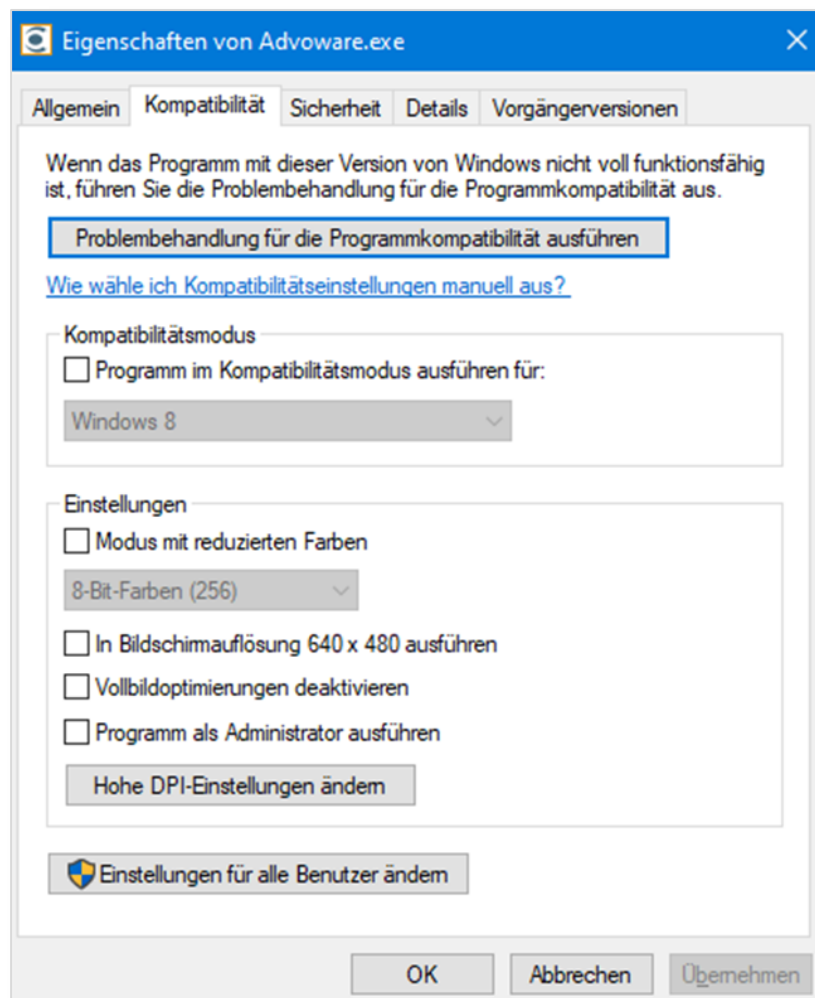 Eigenschaften von Advoware.exe
Allgemein Kompatibilität Sicherheit Details Vorgängerversionen
Wenn das Programm mit dieser Version von Windows nicht voll funktionsfähig
ist, führen Sie die Problembehandlung für die Programmkompatibilität aus.
Problembehandlung für die Programmkompatibilität ausführen
Wie wähle ich Kompatibilitätseinstellungen manuell aus?
Kompatibilitätsmodus
Programm im Kompatibilitätsmodus ausführen für:
Windows 8
Einstellungen
Modus mit reduzierten Farben
8-Bit-Farben (256)
In Bildschirmauflösung 640 x 480 ausführen
Vollbildoptimierungen deaktivieren
Programm als Administrator ausführen
Hohe DPI-Einstellungen ändern
Einstellungen für alle Benutzer ändern
OK Abbrechen Übernehmen